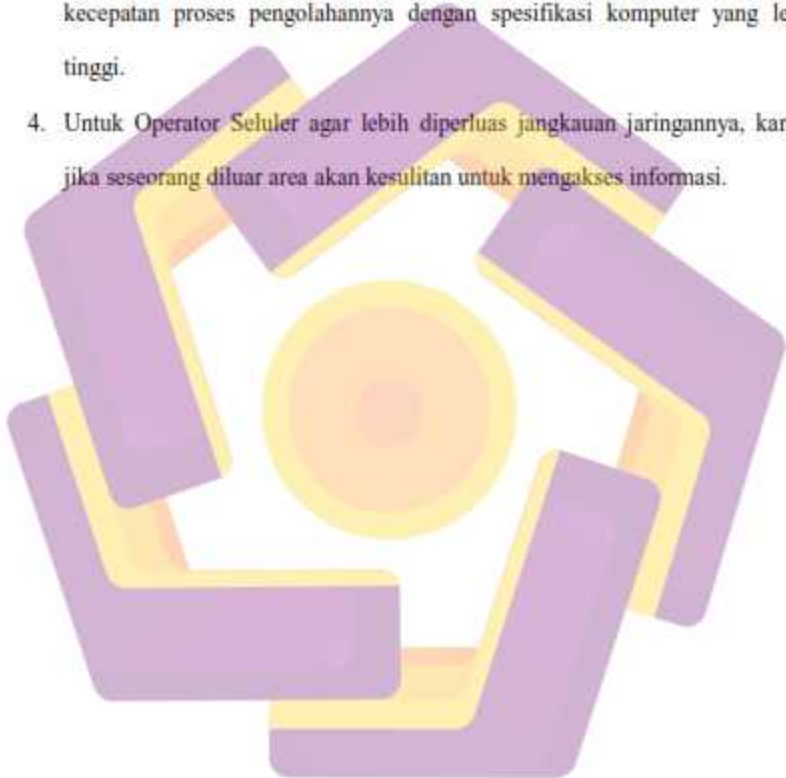 kecepatan proses pengolahannya dengan spesifikasi komputer yang
tinggi.
4. Untuk Operator Seluler agar lebih diperluas jangkauan jaringannya,
jika seseorang diluar area akan kesulitan untuk mengakses informasi.